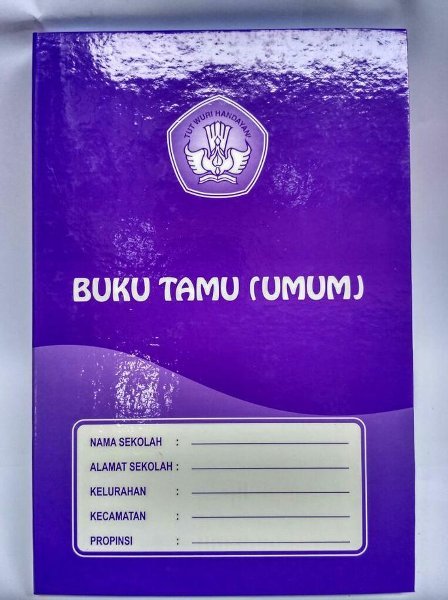 TUT WURI HANDAYANI
BUKU TAMU (UMUM)
NAMA SEKOLAH :
ALAMAT SEKOLAH :
KELURAHAN :
KECAMATAN :
PROPINSI :